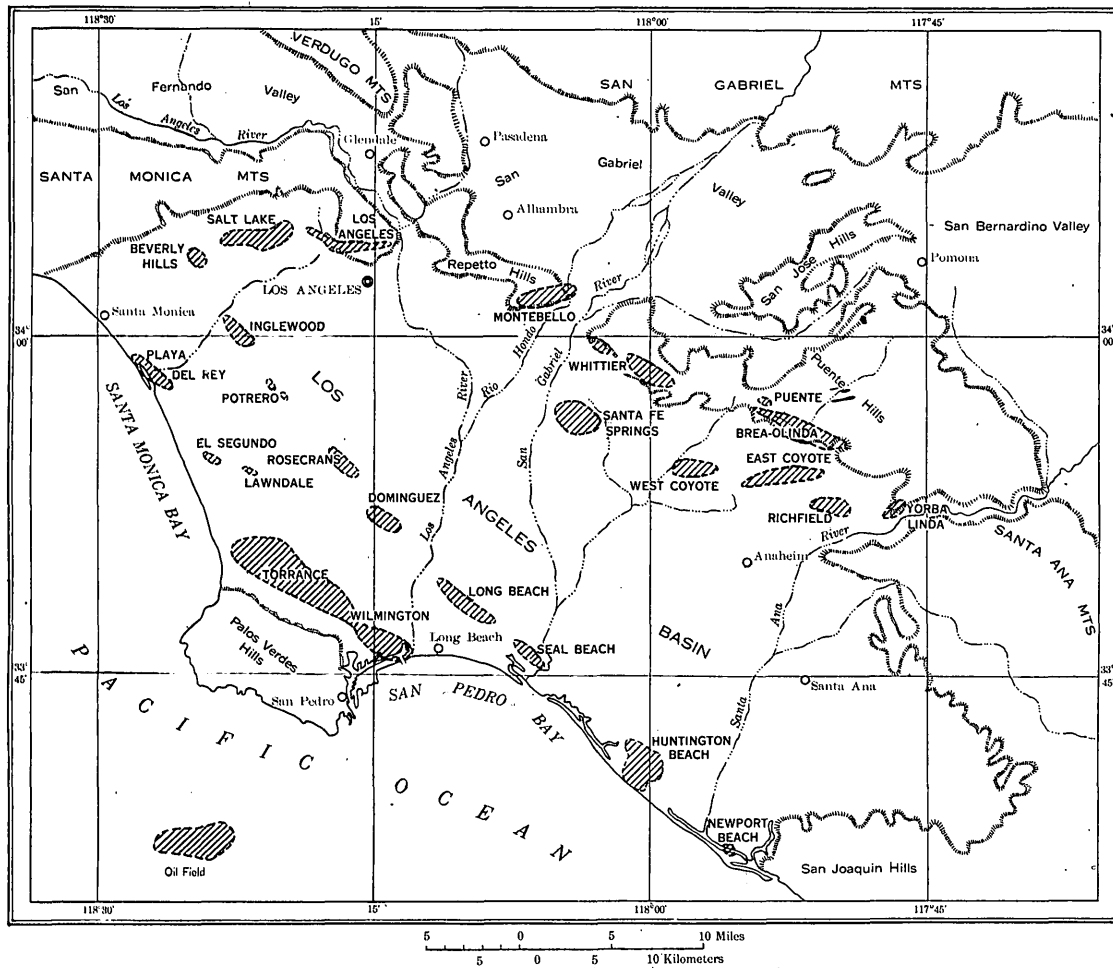 118°30'
15'
118°00'
117°45'
VERDUGO MTS
SAN GABRIEL MTS
San Fernando Valley
Los Angeles River
Glendale
Pasadena
San Gabriel Valley
SANTA MONICA MTS
Alhambra
SALT LAKE
LOS ANGELES
BEVERLY HILLS
San Jose Hills
San Bernardino Valley
Pomona
Repetto Hills
LOS ANGELES
River
MONTEBELLO
Santa Monica
INGLEWOOD
34°
00'
34°
00'
Rio Hondo
WHITTIER
PLAYA DEL REY
POTRERO
Puente Hills
PUENTE
SANTA MONICA BAY
LOS ANGELES BASIN
Los Angeles River
San Gabriel
SANTA FE SPRINGS
BREA-OLINDA
EL SEGUNDO
ROSECRANS
LAWNDALE
EAST COYOTE
WEST COYOTE
DOMINGUEZ
RICHFIELD
YORBA LINDA
Santa Ana River
SANTA ANA MTS
Anaheim
TORRANCE
LONG BEACH
WILMINGTON
Long Beach
SEAL BEACH
Palos Verdes Hills
33°
45'
33°
45'
San Pedro
SAN PEDRO BAY
Santa Ana
PACIFIC OCEAN
HUNTINGTON BEACH
NEWPORT BEACH
San Joaquin Hills
Oil Field
118°30'
15'
118°00'
117°45'
5 0 5 10 Miles
5 0 5 10 Kilometers